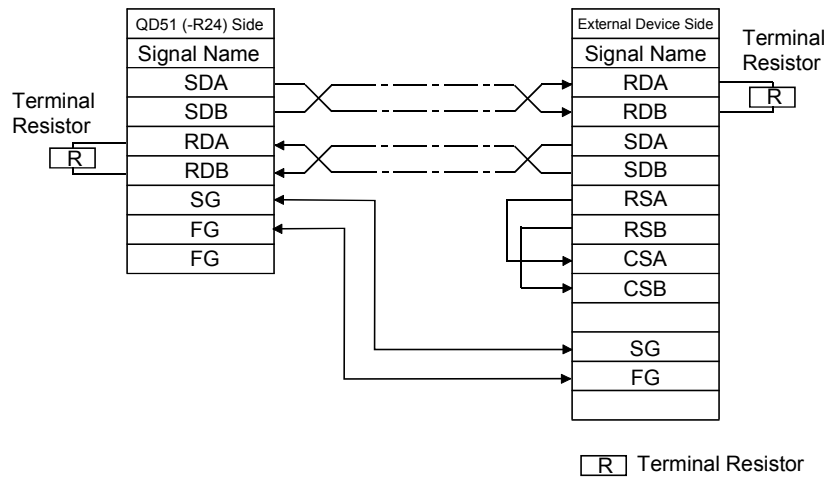 QD51 (-R24) Side
Signal Name
SDA
SDB
RDA
RDB
SG
FG
FG
Terminal
Resistor
R
External Device Side
Signal Name
RDA
RDB
SDA
SDB
RSA
RSB
CSA
CSB
SG
FG
Terminal
Resistor
R
R Terminal Resistor